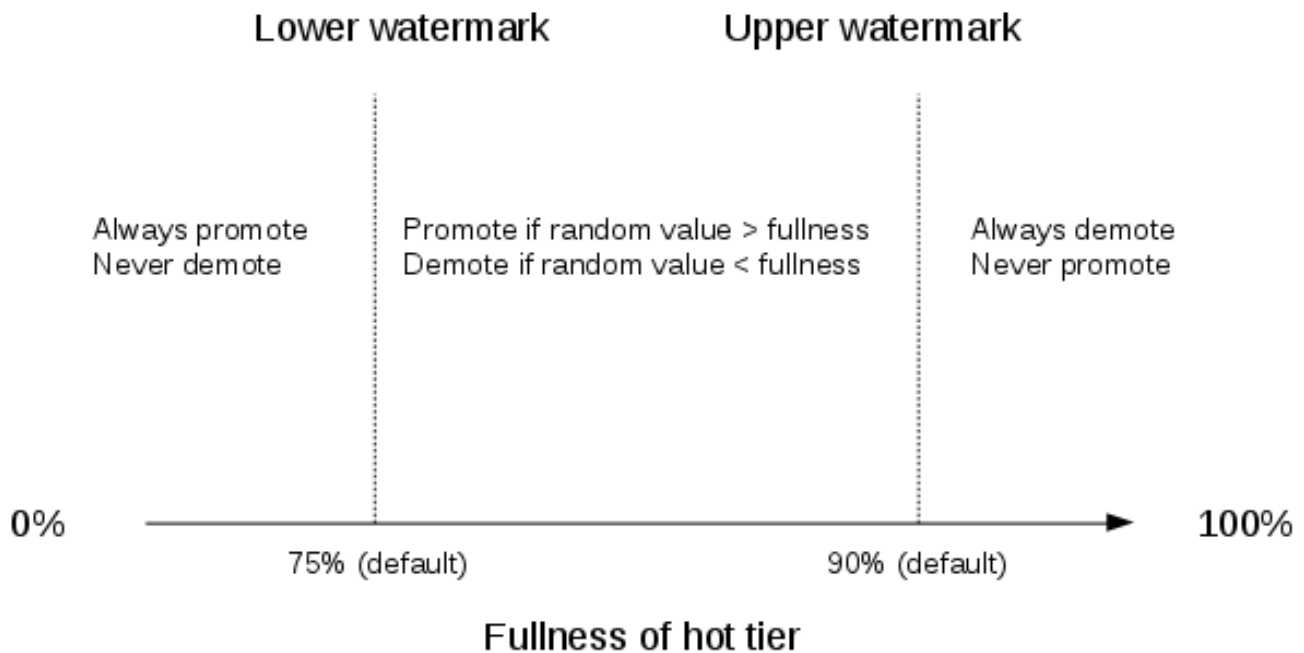 Lower watermark
Upper watermark
Always promote
Never demote
Promote if random value > fullness
Demote if random value < fullness
Always demote
Never promote
0%
100%
75% (default)
90% (default)
Fullness of hot tier